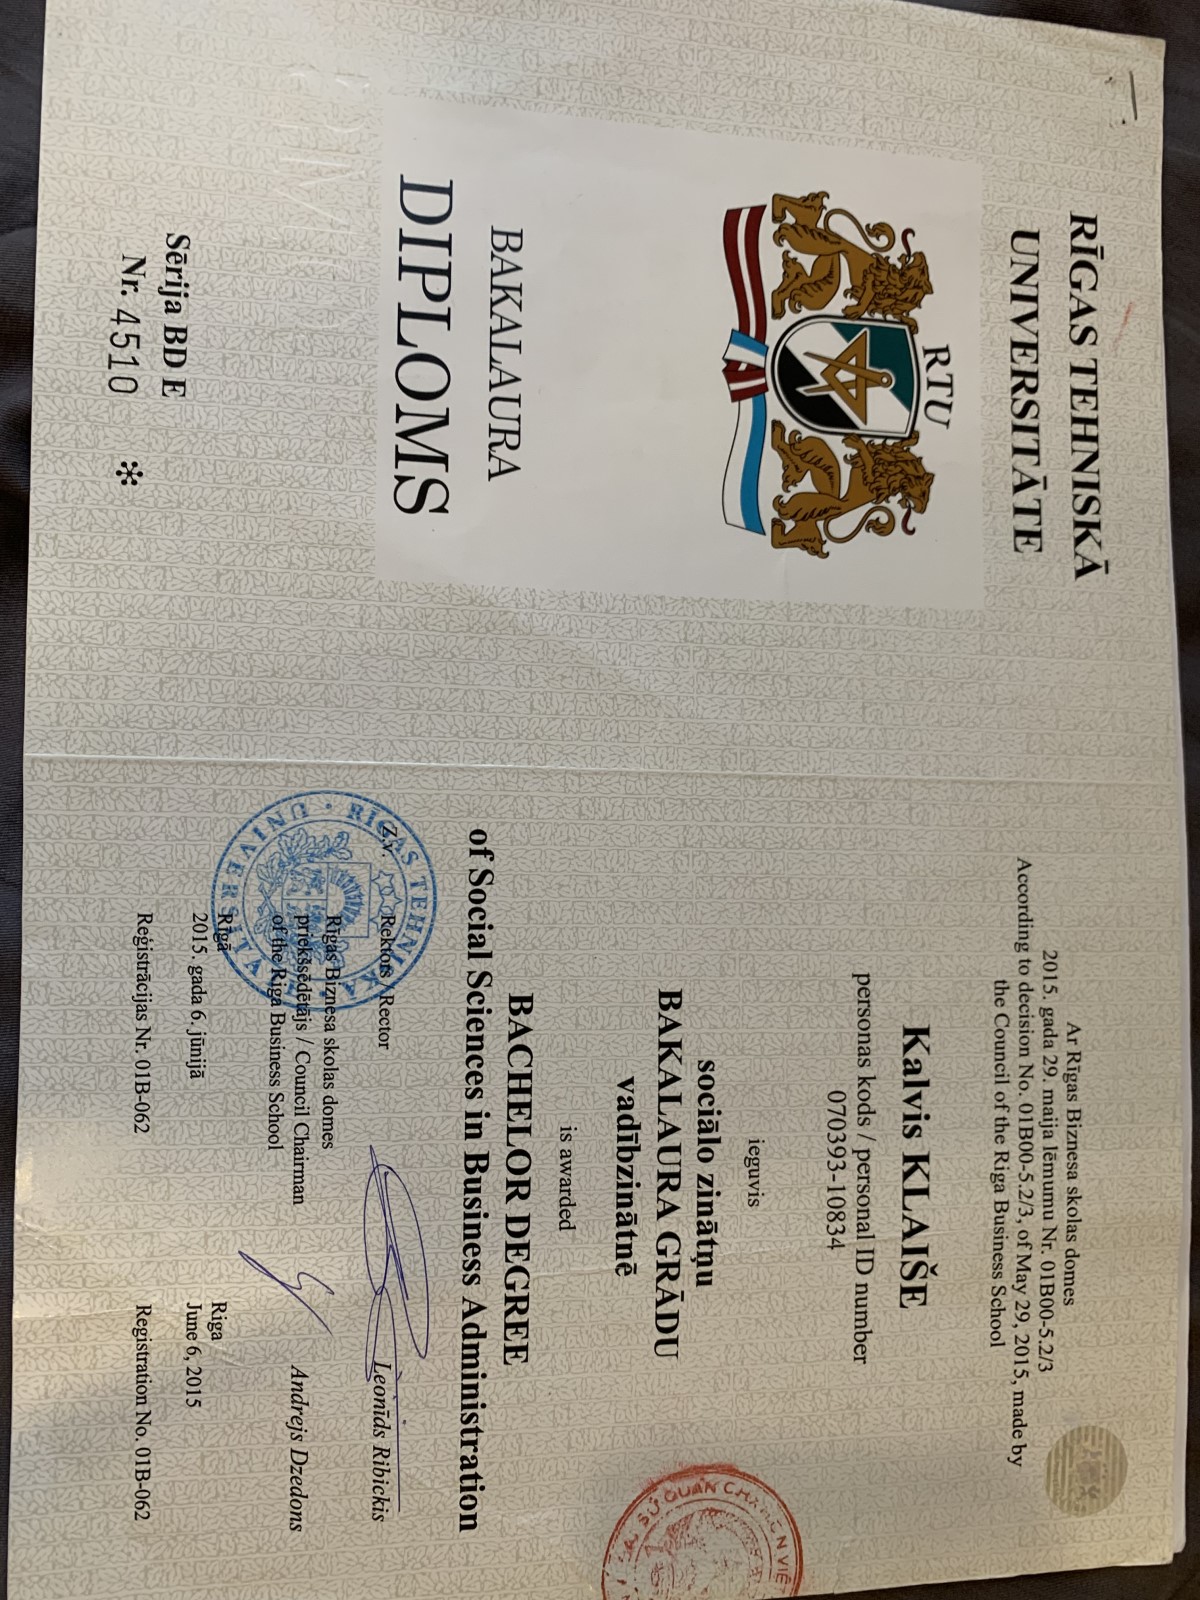 RĪGAS TEHNISKĀ
UNIVERSITĀTE
RTU
BAKALAURA
DIPLOMS
Sērija BD E
Nr. 4510 *
Ar Rīgas Biznesa skolas domes
2015. gada 29. maija lēmumu Nr. 01B00-5.2/3
According to decision No. 01B00-5.2/3, of May 29, 2015, made by
the Council of the Riga Business School
Kalvis KLAIŠE
personas kods / personal ID number
070393-10834
ieguvis
sociālo zinātņu
BAKALAURA GRĀDU
vadībzinātnē
is awarded
BACHELOR DEGREE
of Social Sciences in Business Administration
Z.v.
Rektors / Rector
Leonīds Ribickis
Rīgas Biznesa skolas domes
priekšsēdētājs / Council Chairman
of the Riga Business School
Andrejs Dzedons
Rīgā
2015. gada 6. jūnijā
Riga
June 6, 2015
Reģistrācijas Nr. 01B-062
Registration No. 01B-062
RĪGAS TEHNISKĀ UNIVERSITĀTE
SỨ QUÁN